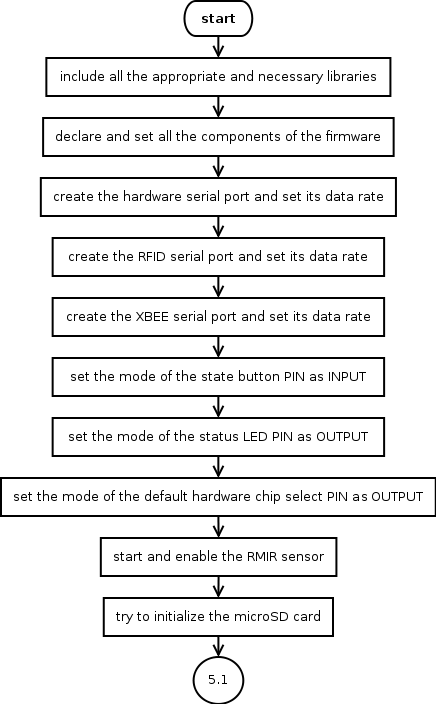 start
include all the appropriate and necessary libraries
declare and set all the components of the firmware
create the hardware serial port and set its data rate
create the RFID serial port and set its data rate
create the XBEE serial port and set its data rate
set the mode of the state button PIN as INPUT
set the mode of the status LED PIN as OUTPUT
set the mode of the default hardware chip select PIN as OUTPUT
start and enable the RMIR sensor
try to initialize the microSD card
5.1